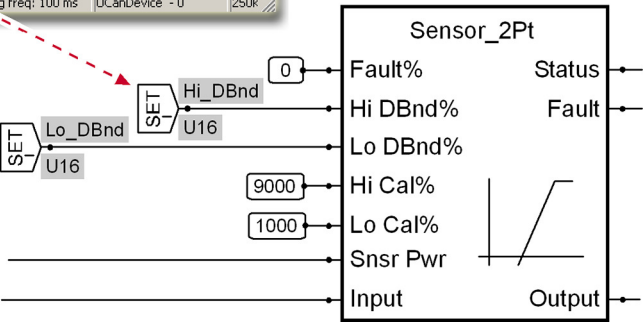 freq: 100 ms UCanDevice - 0 250k
Sensor_2Pt
0 Fault% Status
Hi_DBnd
SET Hi DBnd% Fault
U16
Lo_DBnd
SET Lo DBnd%
U16
9000 Hi Cal%
1000 Lo Cal%
Snsr Pwr
Input Output